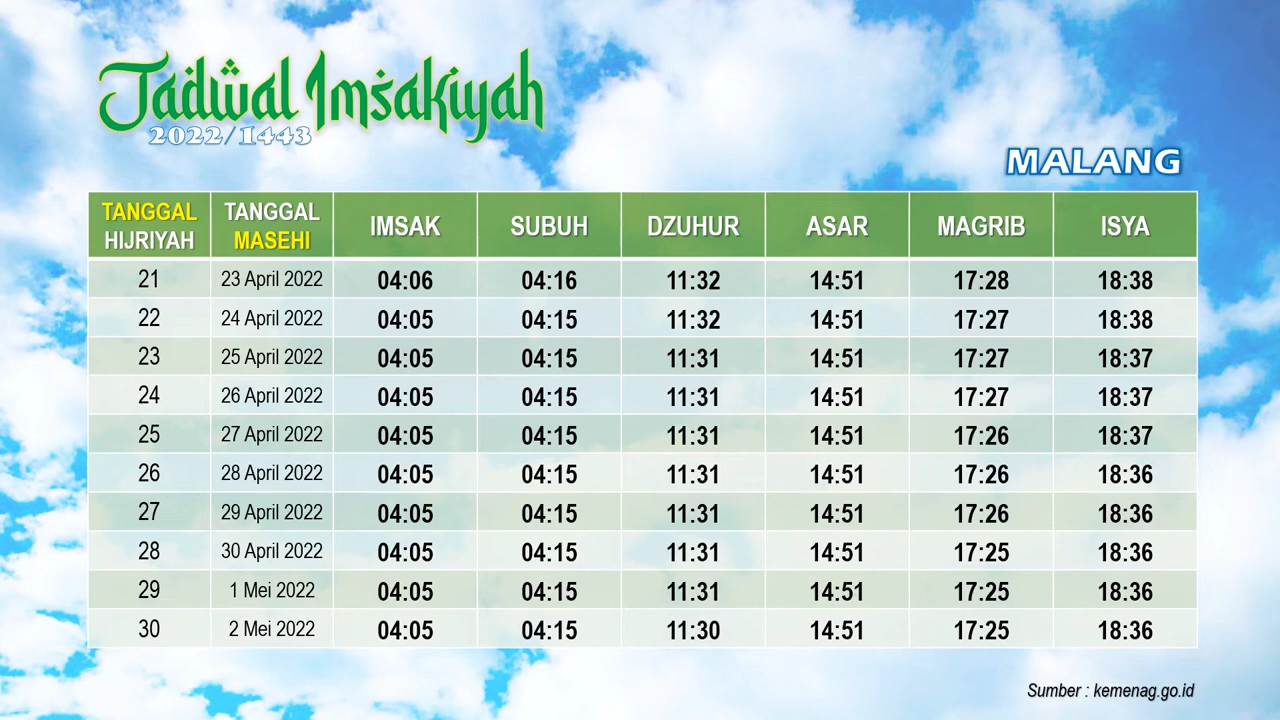 Jadwal Imsakiyah
2022/1443
MALANG
TANGGAL HIJRIYAH TANGGAL MASEHI IMSAK SUBUH DZUHUR ASAR MAGRIB ISYA
21 23 April 2022 04:06 04:16 11:32 14:51 17:28 18:38
22 24 April 2022 04:05 04:15 11:32 14:51 17:27 18:38
23 25 April 2022 04:05 04:15 11:31 14:51 17:27 18:37
24 26 April 2022 04:05 04:15 11:31 14:51 17:27 18:37
25 27 April 2022 04:05 04:15 11:31 14:51 17:26 18:37
26 28 April 2022 04:05 04:15 11:31 14:51 17:26 18:36
27 29 April 2022 04:05 04:15 11:31 14:51 17:26 18:36
28 30 April 2022 04:05 04:15 11:31 14:51 17:25 18:36
29 1 Mei 2022 04:05 04:15 11:31 14:51 17:25 18:36
30 2 Mei 2022 04:05 04:15 11:30 14:51 17:25 18:36
Sumber : kemenag.go.id